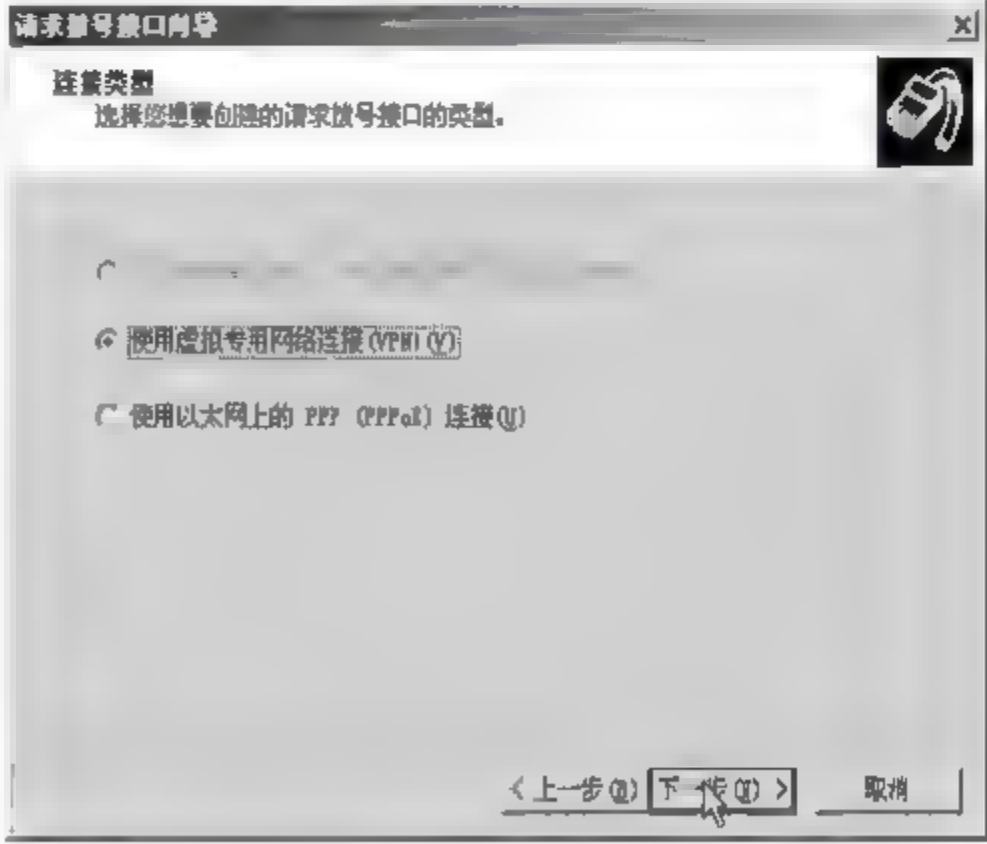 请求拨号接口向导
连接类型
选择您想要创建的请求拨号接口的类型。
使用虚拟专用网络连接(VPN)(V)
使用以太网上的 PPP (PPPoE) 连接(U)
< 上一步(B)
下一步(N) >
取消